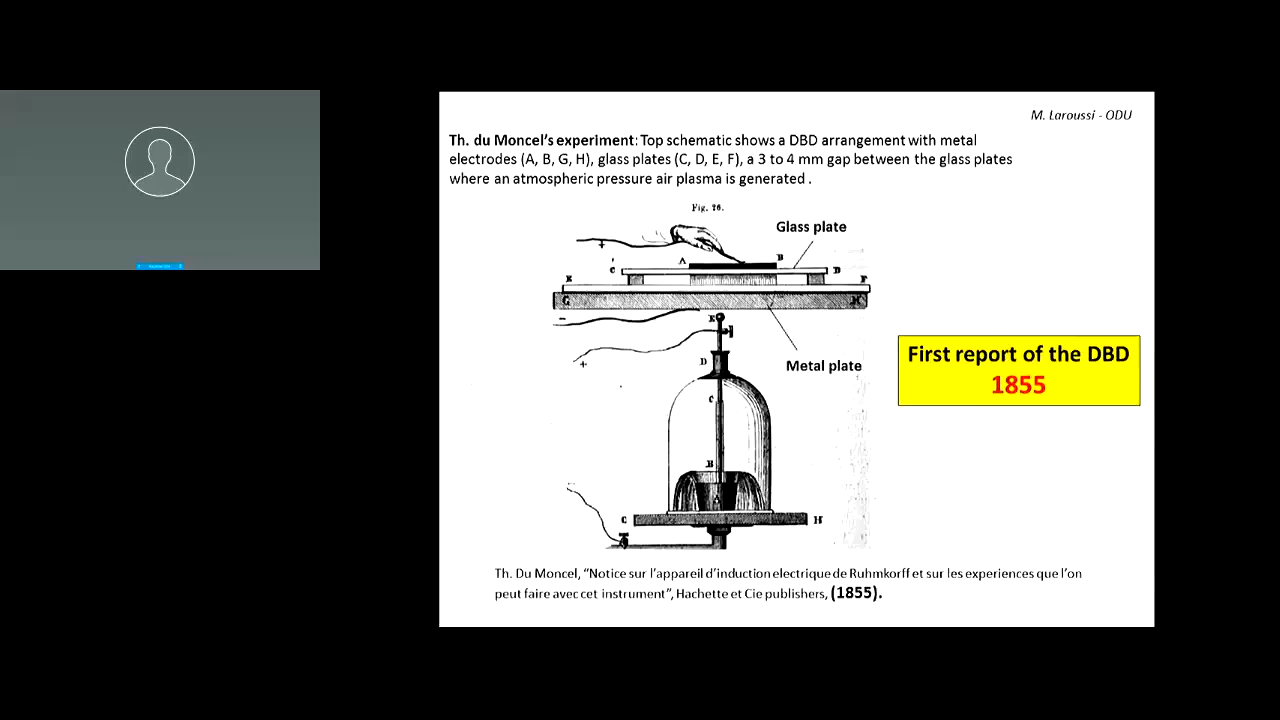 M. Laroussi - ODU
Th. du Moncel's experiment: Top schematic shows a DBD arrangement with metal
electrodes (A, B, G, H), glass plates (C, D, E, F), a 3 to 4 mm gap between the glass plates
where an atmospheric pressure air plasma is generated .
Fig. 76.
Glass plate
+
A
B
C
D
E
F
G
H
−
E
+
D
Metal plate
First report of the DBD
1855
C
B
A
G
H
Th. Du Moncel, “Notice sur l'appareil d'induction electrique de Ruhmkorff et sur les experiences que l'on
peut faire avec cet instrument”, Hachette et Cie publishers, (1855).